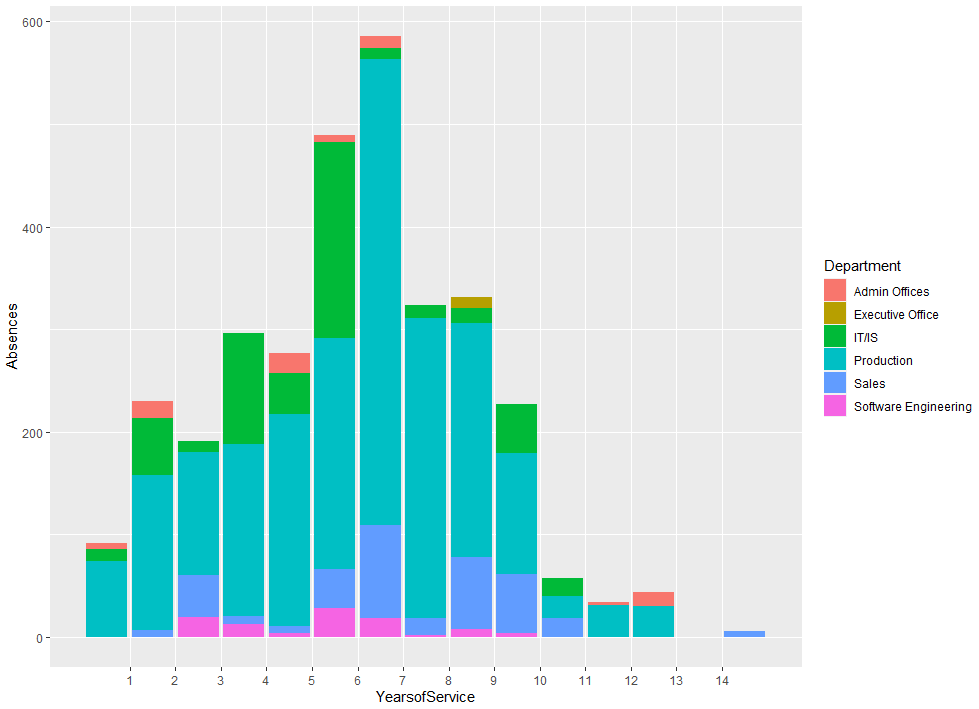 600
400
200
0
Absences
1 2 3 4 5 6 7 8 9 10 11 12 13 14
YearsofService
Department
Admin Offices
Executive Office
IT/IS
Production
Sales
Software Engineering